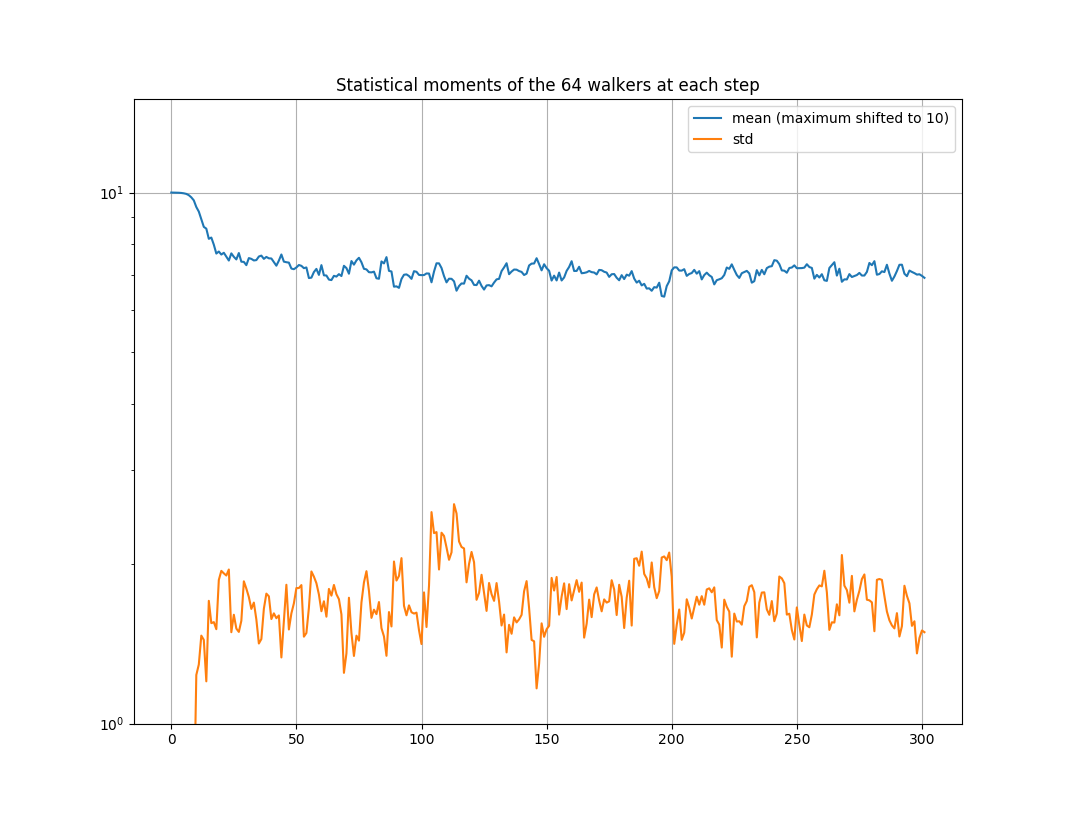 Statistical moments of the 64 walkers at each step
mean (maximum shifted to 10)
std
10¹
10⁰
0 50 100 150 200 250 300